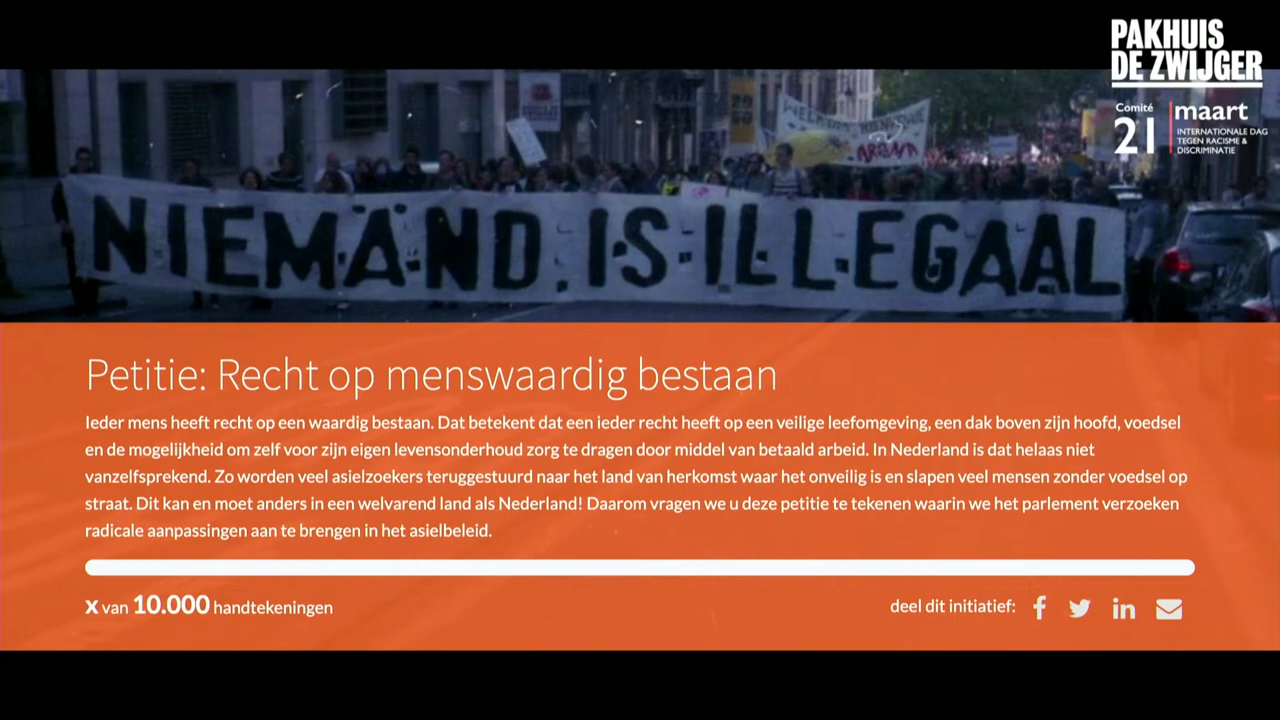 PAKHUIS
DE ZWIJGER
Comité
21 maart
INTERNATIONALE DAG
TEGEN RACISME &
DISCRIMINATIE
NIEMAND IS ILLEGAAL
Petitie: Recht op menswaardig bestaan
Ieder mens heeft recht op een waardig bestaan. Dat betekent dat een ieder recht heeft op een veilige leefomgeving, een dak boven zijn hoofd, voedsel
en de mogelijkheid om zelf voor zijn eigen levensonderhoud zorg te dragen door middel van betaald arbeid. In Nederland is dat helaas niet
vanzelfsprekend. Zo worden veel asielzoekers teruggestuurd naar het land van herkomst waar het onveilig is en slapen veel mensen zonder voedsel op
straat. Dit kan en moet anders in een welvarend land als Nederland! Daarom vragen we u deze petitie te tekenen waarin we het parlement verzoeken
radicale aanpassingen aan te brengen in het asielbeleid.
x van 10.000 handtekeningen
deel dit initiatief: